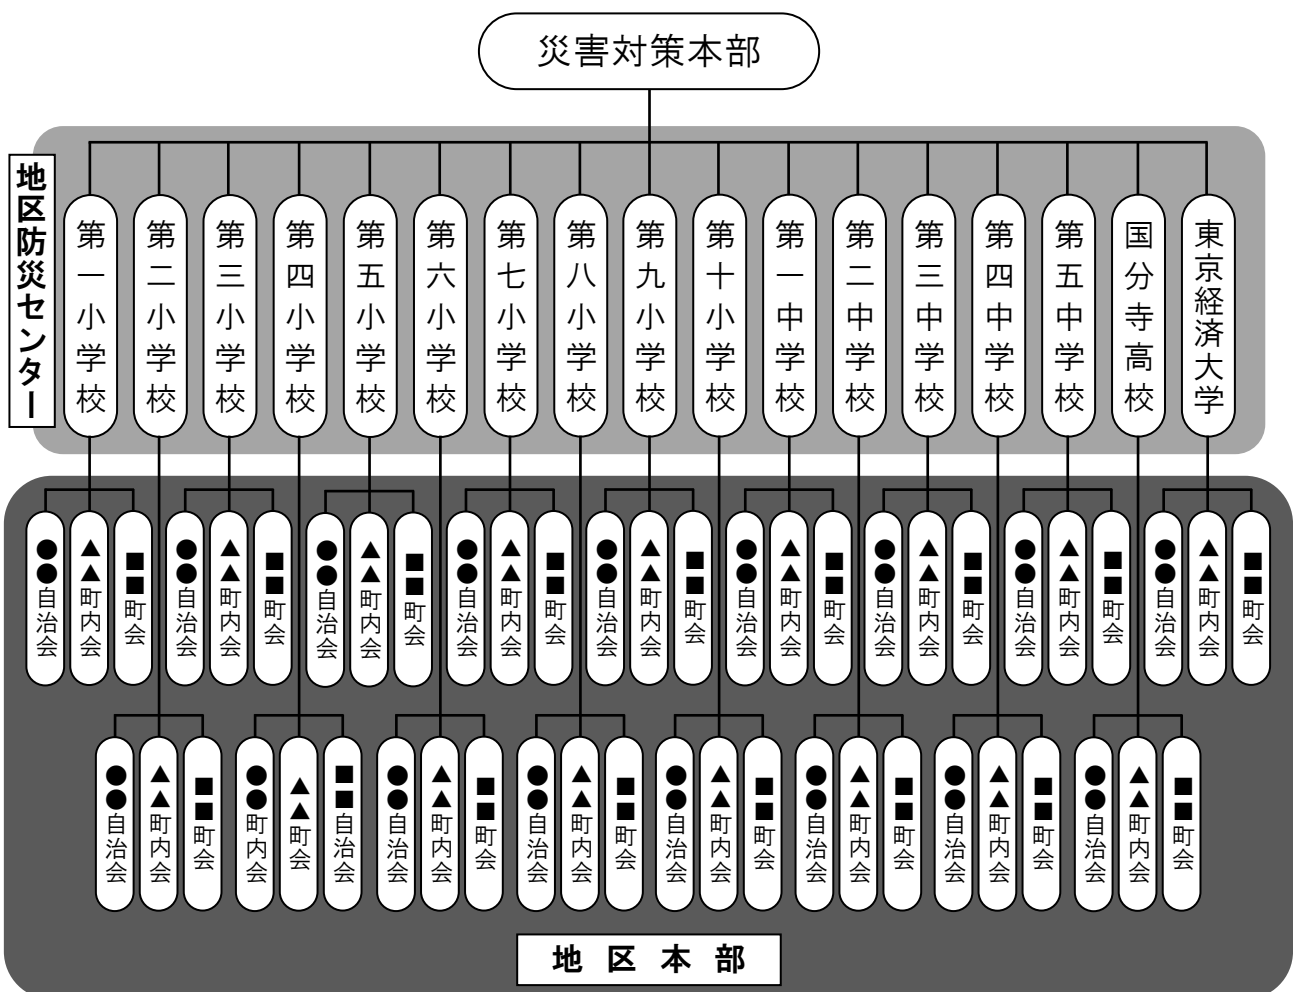 災害対策本部
地区防災センター
第一小学校
第二小学校
第三小学校
第四小学校
第五小学校
第六小学校
第七小学校
第八小学校
第九小学校
第十小学校
第一中学校
第二中学校
第三中学校
第四中学校
第五中学校
国分寺高校
東京経済大学
●●自治会
▲▲町内会
■■町会
●●自治会
▲▲町内会
■■町会
●●自治会
▲▲町内会
■■町会
●●自治会
▲▲町内会
■■町会
●●自治会
▲▲町内会
■■町会
●●自治会
▲▲町内会
■■町会
●●自治会
▲▲町内会
■■町会
●●自治会
▲▲町内会
■■町会
●●自治会
▲▲町内会
■■町会
●●自治会
▲▲町内会
■■町会
●●町内会
▲▲町会
■■自治会
●●自治会
▲▲町内会
■■町会
●●自治会
▲▲町内会
■■町会
●●自治会
▲▲町内会
■■町会
●●自治会
▲▲町内会
■■町会
●●自治会
▲▲町内会
■■町会
●●自治会
▲▲町内会
■■町会
地区本部